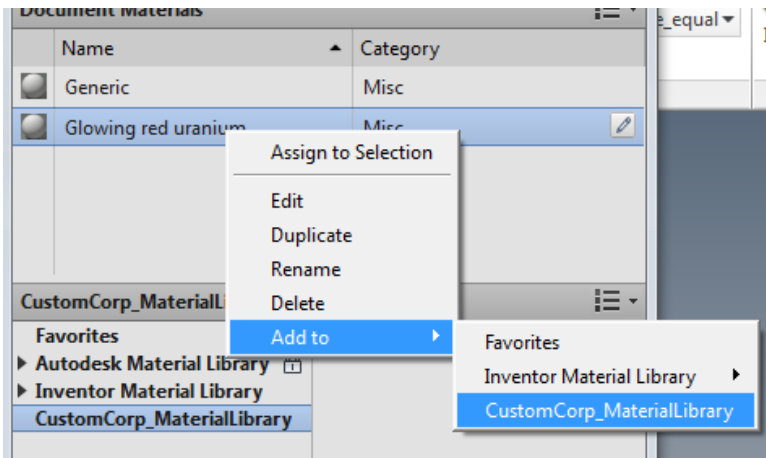 Document Materials
e_equal
Name Category
Generic Misc
Glowing red uranium Misc
Assign to Selection
Edit
Duplicate
Rename
Delete
CustomCorp_MaterialLi
Add to
Favorites
Favorites
Autodesk Material Library
Inventor Material Library
Inventor Material Library
CustomCorp_MaterialLibrary
CustomCorp_MaterialLibrary